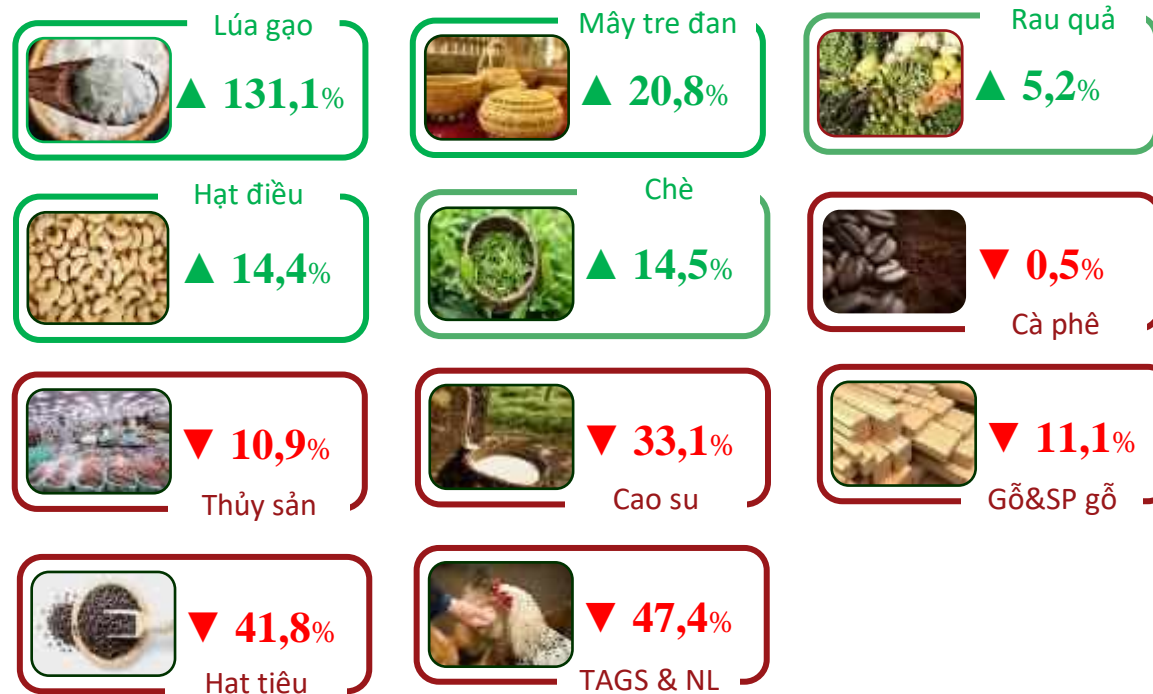 Lúa gạo
▲ 131,1%
Mây tre đan
▲ 20,8%
Rau quả
▲ 5,2%
Hạt điều
▲ 14,4%
Chè
▲ 14,5%
▼ 0,5%
Cà phê
▼ 10,9%
Thủy sản
▼ 33,1%
Cao su
▼ 11,1%
Gỗ&SP gỗ
▼ 41,8%
Hạt tiêu
▼ 47,4%
TAGS & NL